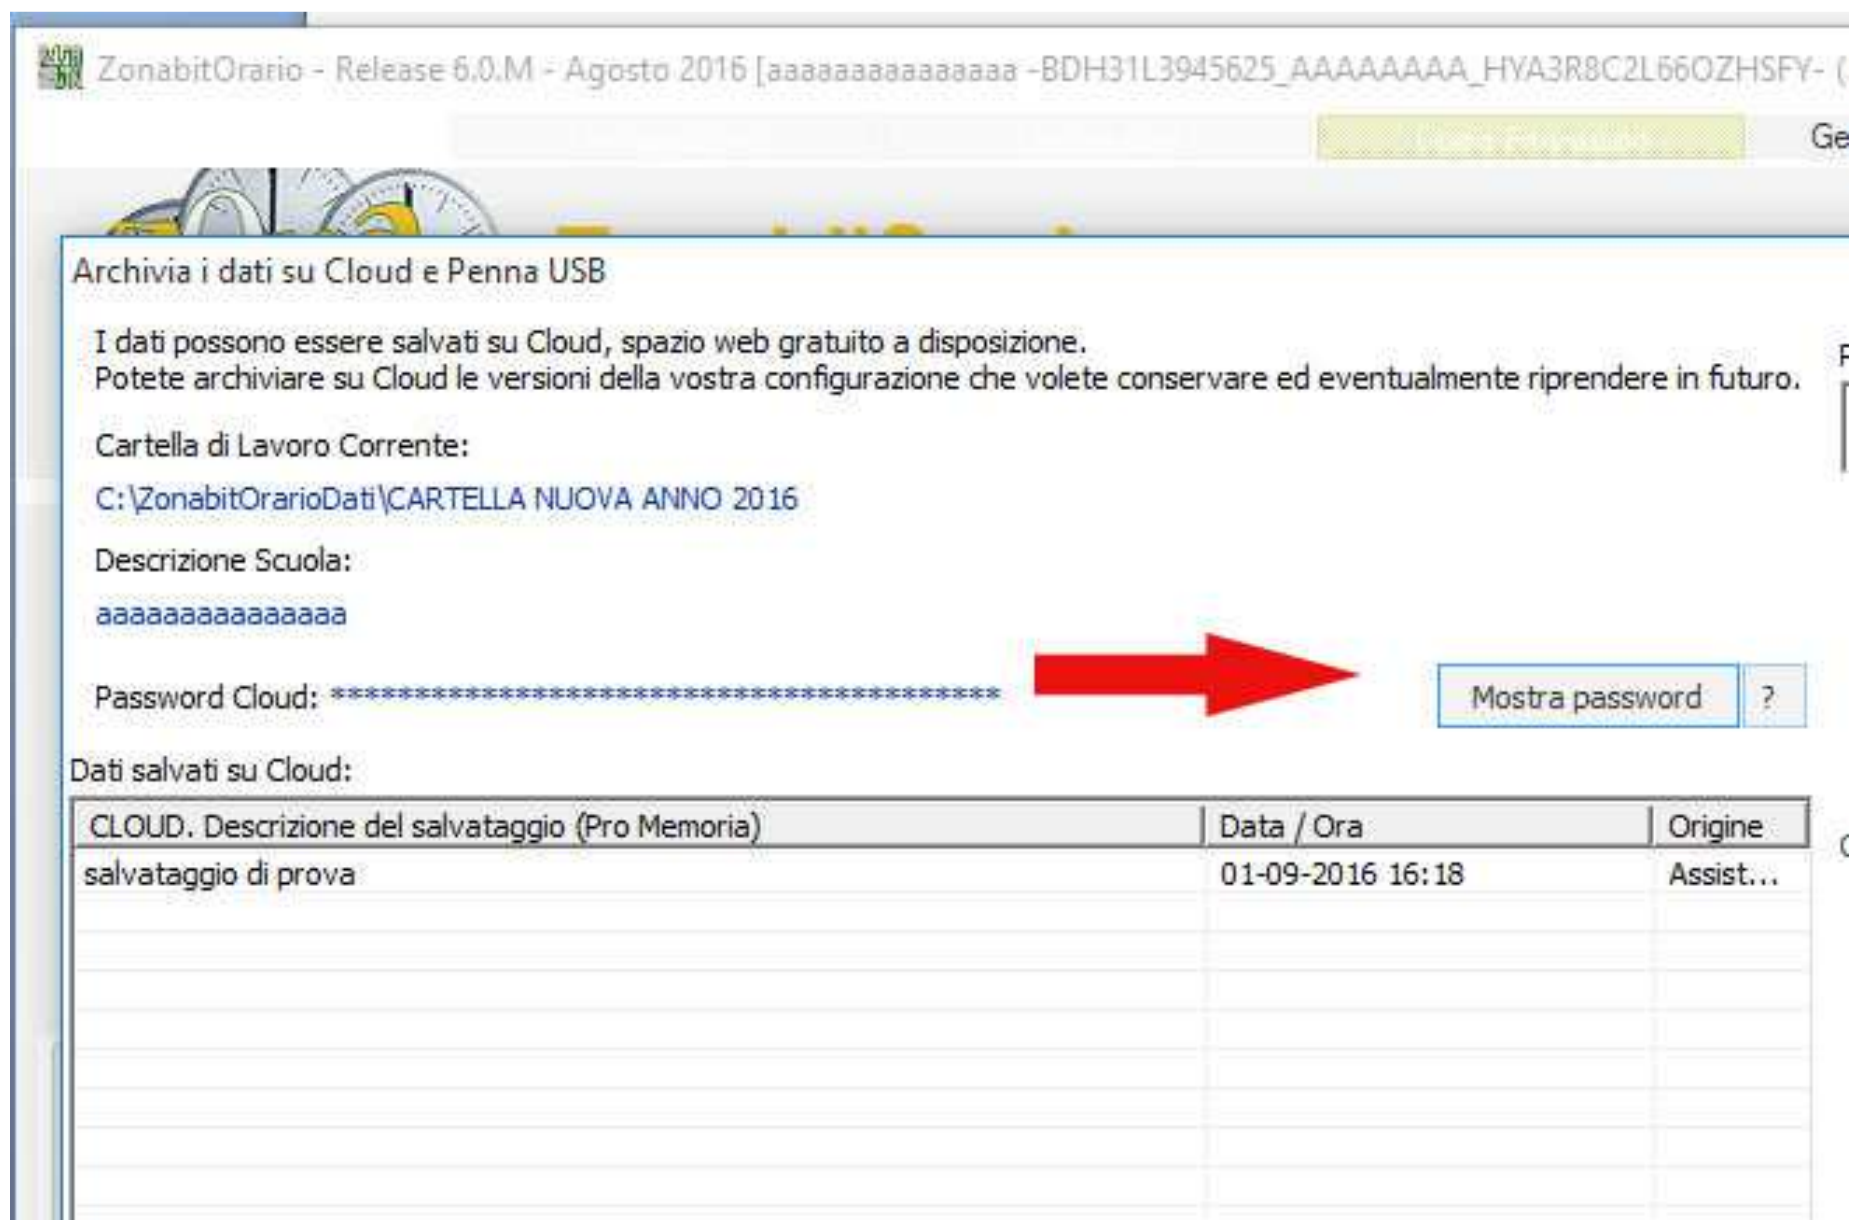 ZonabitOrario - Release 6.0.M - Agosto 2016 [aaaaaaaaaaaaaaa -BDH31L3945625_AAAAAAAA_HYA3R8C2L66OZHSFY- (
Ge
Archivia i dati su Cloud e Penna USB
I dati possono essere salvati su Cloud, spazio web gratuito a disposizione.
Potete archiviare su Cloud le versioni della vostra configurazione che volete conservare ed eventualmente riprendere in futuro.
Cartella di Lavoro Corrente:
C:\ZonabitOrarioDati\CARTELLA NUOVA ANNO 2016
Descrizione Scuola:
aaaaaaaaaaaaaaa
Password Cloud: ****************************************
Mostra password ?
Dati salvati su Cloud:
CLOUD. Descrizione del salvataggio (Pro Memoria) Data / Ora Origine
salvataggio di prova 01-09-2016 16:18 Assist...